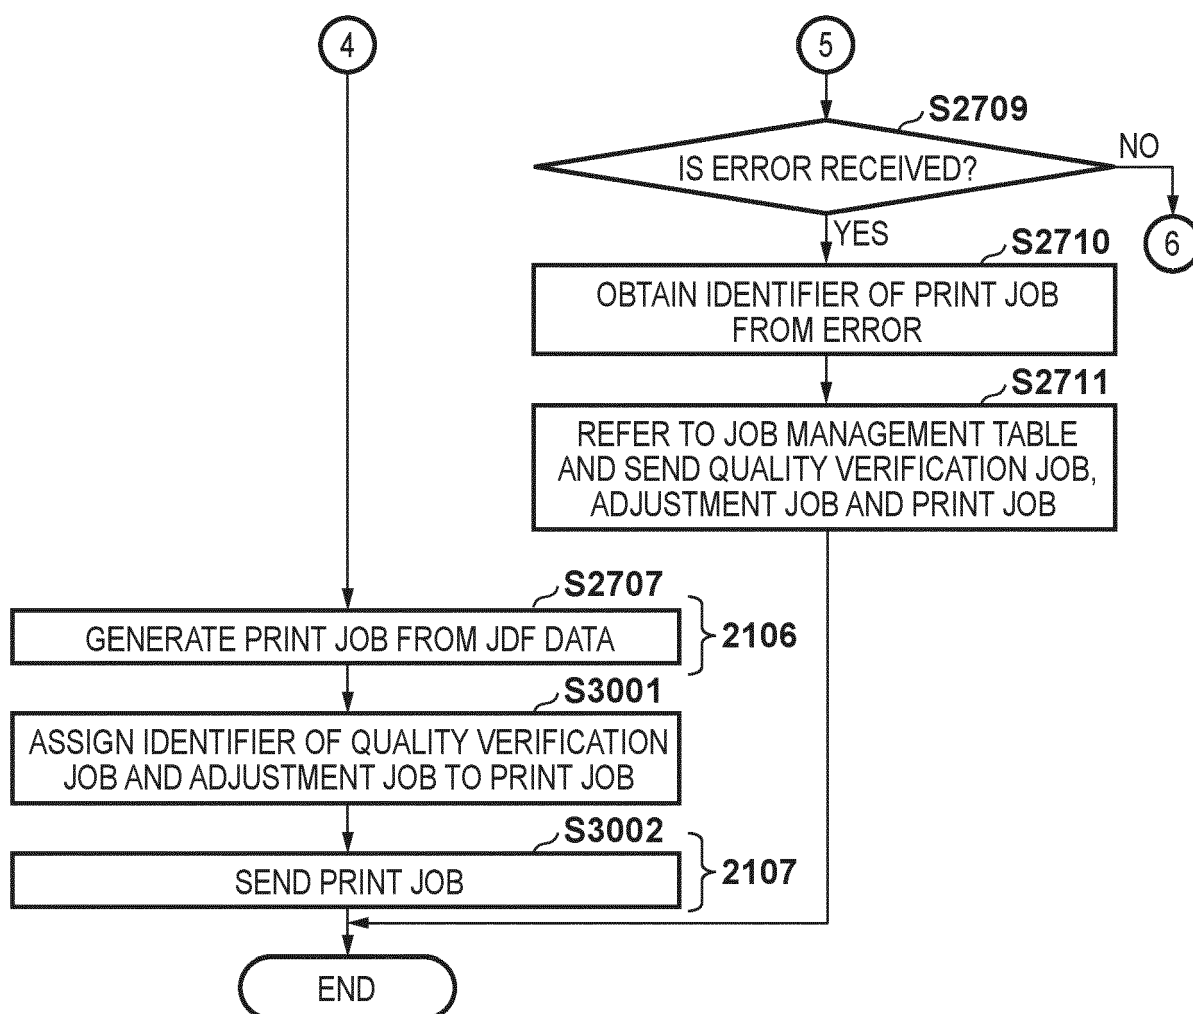 4
5
S2709
IS ERROR RECEIVED?
NO
YES
6
S2710
OBTAIN IDENTIFIER OF PRINT JOB
FROM ERROR
S2711
REFER TO JOB MANAGEMENT TABLE
AND SEND QUALITY VERIFICATION JOB,
ADJUSTMENT JOB AND PRINT JOB
S2707
GENERATE PRINT JOB FROM JDF DATA
2106
S3001
ASSIGN IDENTIFIER OF QUALITY VERIFICATION
JOB AND ADJUSTMENT JOB TO PRINT JOB
S3002
SEND PRINT JOB
2107
END